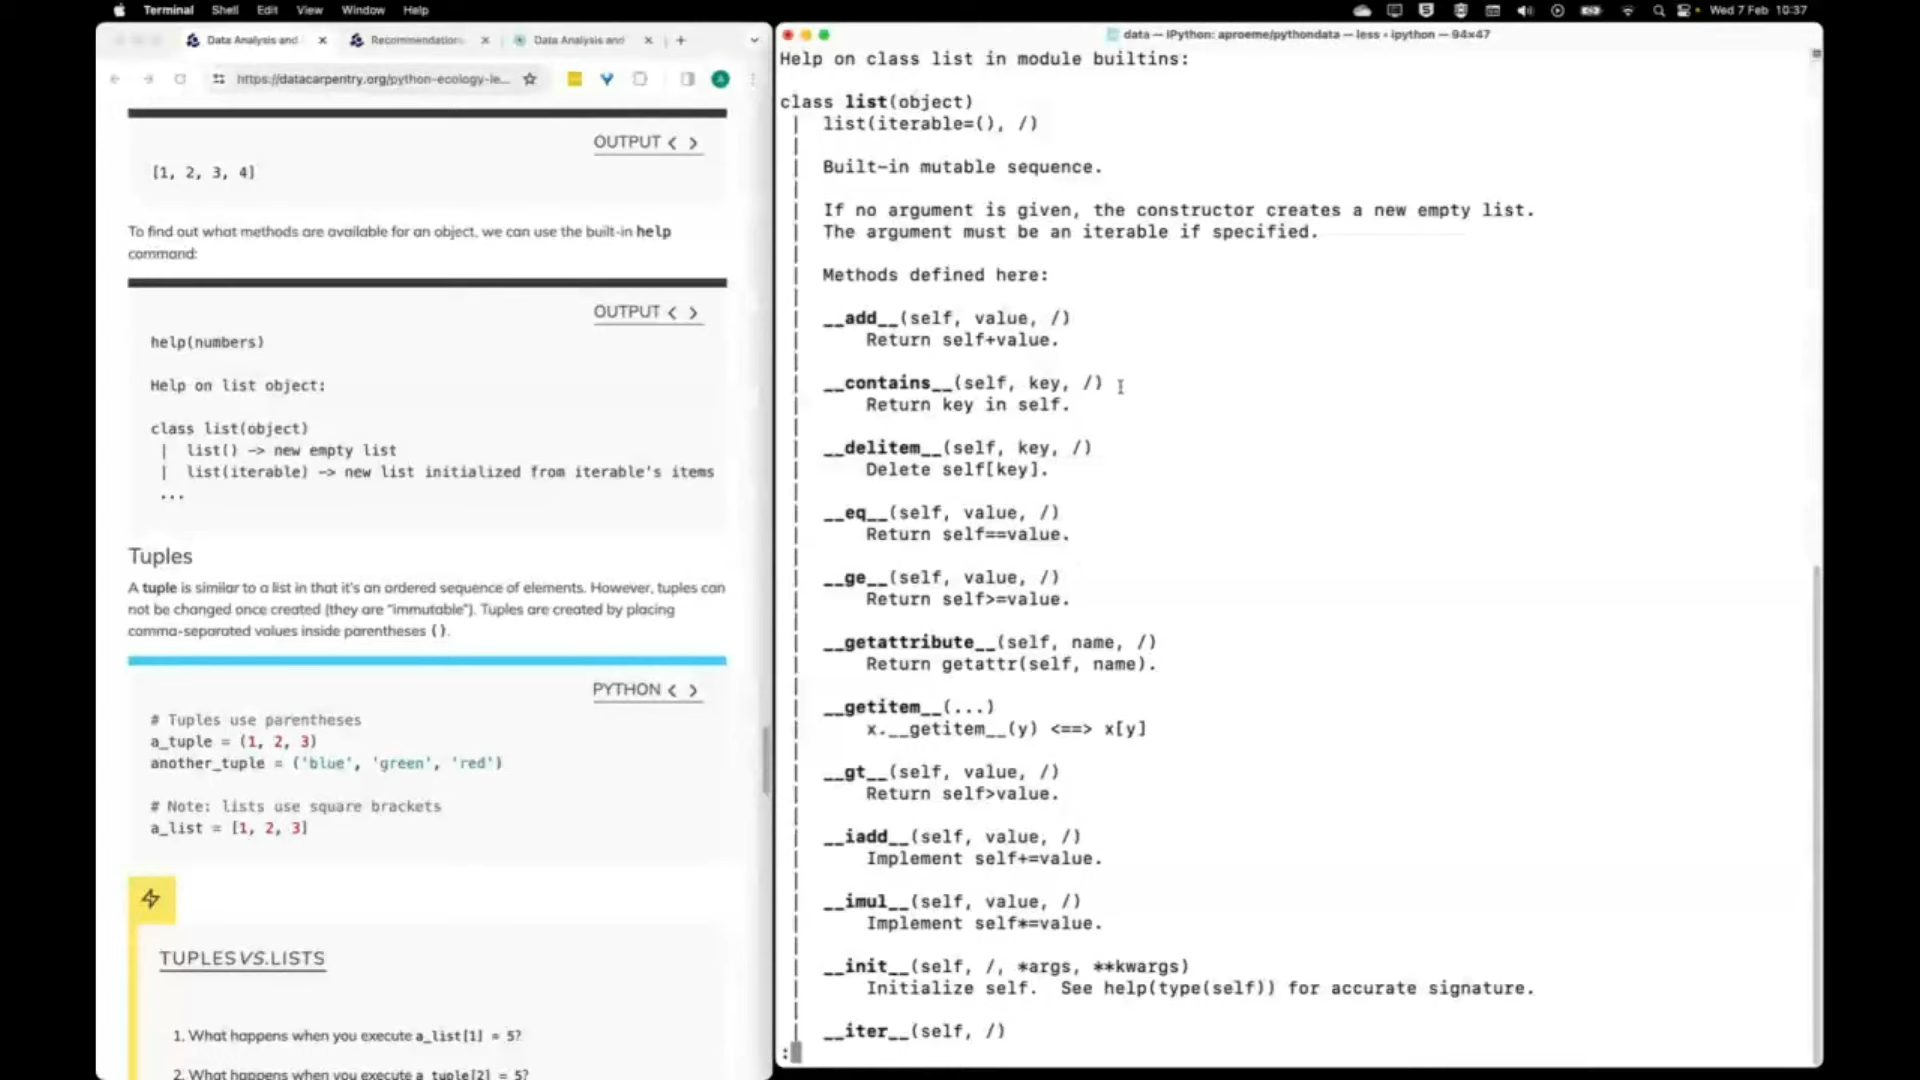 Terminal Shell Edit View Window Help
Wed 7 Feb 10:37
Data Analysis and
Recommendation
Data Analysis and
https://datacarpentry.org/python-ecology-le...
OUTPUT < >
[1, 2, 3, 4]
To find out what methods are available for an object, we can use the built-in help
command:
OUTPUT < >
help(numbers)
Help on list object:
class list(object)
| list() -> new empty list
| list(iterable) -> new list initialized from iterable's items
...
Tuples
A tuple is similar to a list in that it's an ordered sequence of elements. However, tuples can
not be changed once created (they are "immutable"). Tuples are created by placing
comma-separated values inside parentheses ().
PYTHON < >
# Tuples use parentheses
a_tuple = (1, 2, 3)
another_tuple = ('blue', 'green', 'red')
# Note: lists use square brackets
a_list = [1, 2, 3]
TUPLES VS. LISTS
1. What happens when you execute a_list[1] = 5?
2. What happens when you execute a_tuple[2] = 5?
data — IPython: aproeme/pythondata — less • ipython — 94×47
Help on class list in module builtins:
class list(object)
| list(iterable=(), /)
|
| Built-in mutable sequence.
|
| If no argument is given, the constructor creates a new empty list.
| The argument must be an iterable if specified.
|
| Methods defined here:
|
| __add__(self, value, /)
| Return self+value.
|
| __contains__(self, key, /)
| Return key in self.
|
| __delitem__(self, key, /)
| Delete self[key].
|
| __eq__(self, value, /)
| Return self==value.
|
| __ge__(self, value, /)
| Return self>=value.
|
| __getattribute__(self, name, /)
| Return getattr(self, name).
|
| __getitem__(...)
| x.__getitem__(y) <==> x[y]
|
| __gt__(self, value, /)
| Return self>value.
|
| __iadd__(self, value, /)
| Implement self+=value.
|
| __imul__(self, value, /)
| Implement self*=value.
|
| __init__(self, /, *args, **kwargs)
| Initialize self. See help(type(self)) for accurate signature.
|
| __iter__(self, /)
: